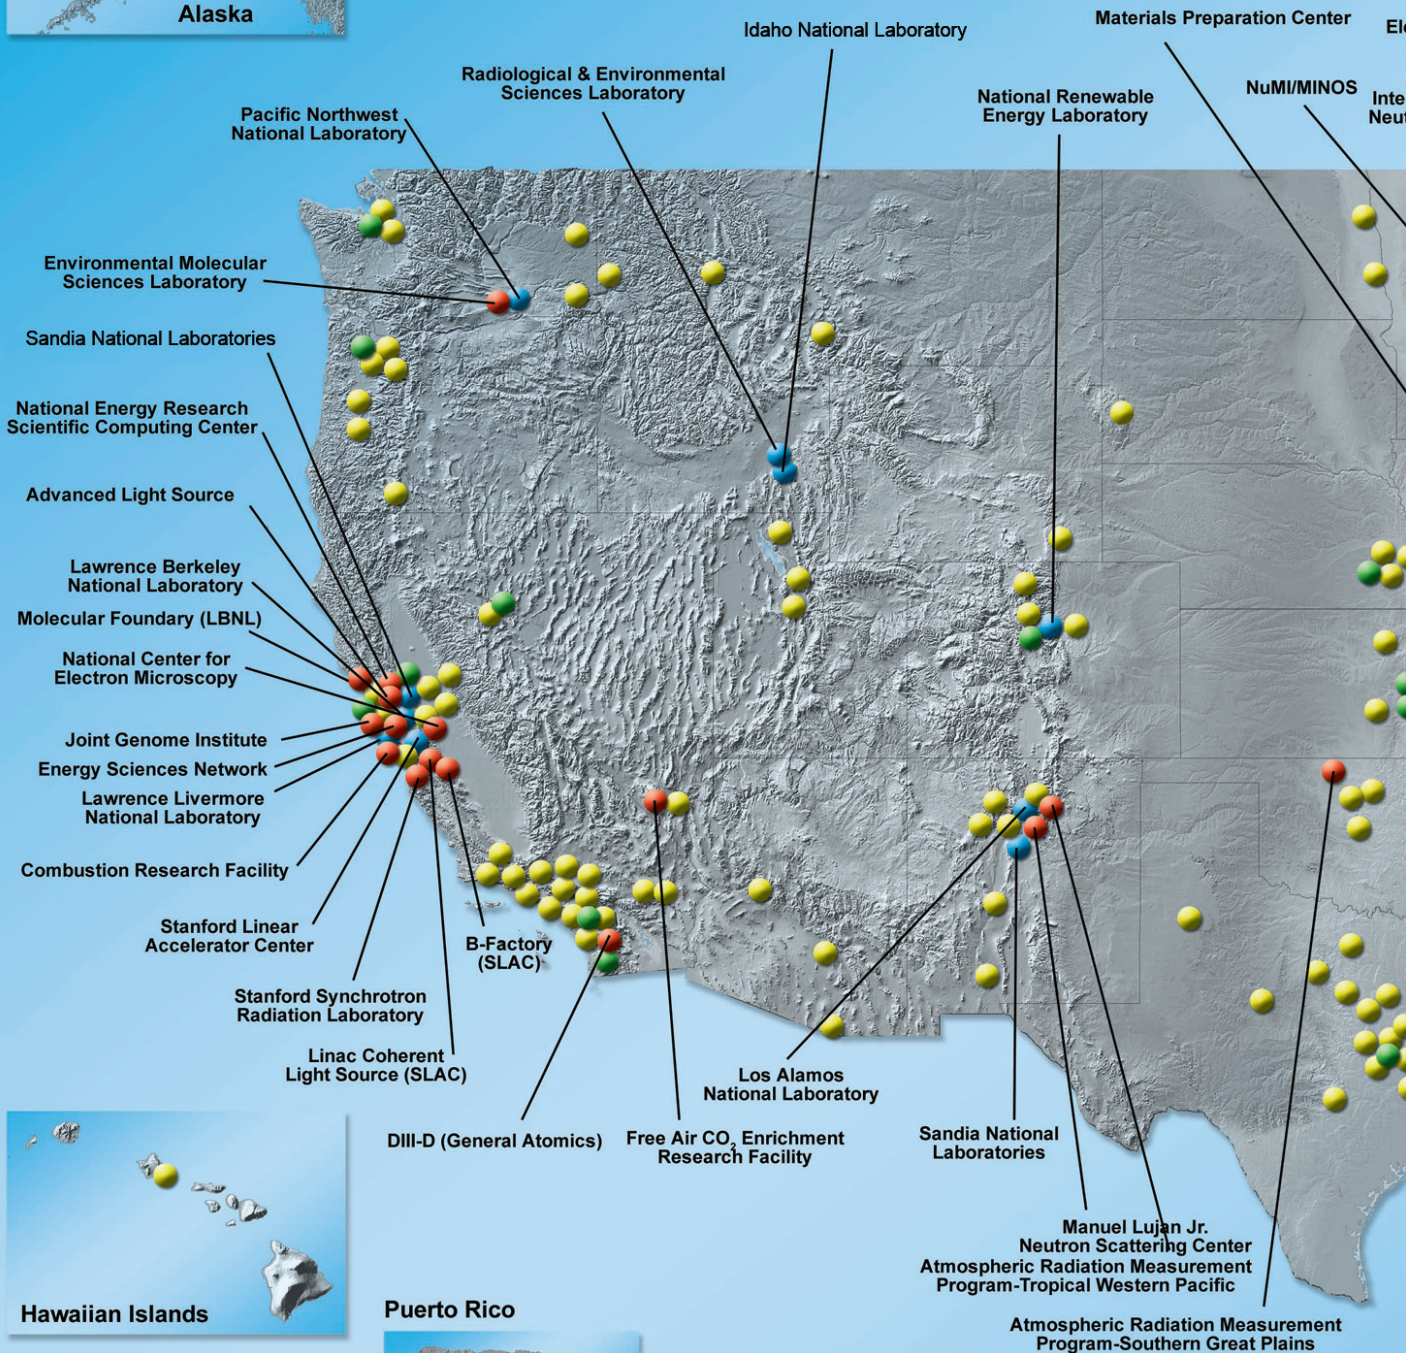 Alaska
Idaho National Laboratory
Materials Preparation Center
Radiological & Environmental
Sciences Laboratory
National Renewable
Energy Laboratory
NuMI/MINOS
Pacific Northwest
National Laboratory
Environmental Molecular
Sciences Laboratory
Sandia National Laboratories
National Energy Research
Scientific Computing Center
Advanced Light Source
Lawrence Berkeley
National Laboratory
Molecular Foundary (LBNL)
National Center for
Electron Microscopy
Joint Genome Institute
Energy Sciences Network
Lawrence Livermore
National Laboratory
Combustion Research Facility
Stanford Linear
Accelerator Center
B-Factory
(SLAC)
Stanford Synchrotron
Radiation Laboratory
Linac Coherent
Light Source (SLAC)
DIII-D (General Atomics)
Free Air CO₂ Enrichment
Research Facility
Los Alamos
National Laboratory
Sandia National
Laboratories
Manuel Lujan Jr.
Neutron Scattering Center
Atmospheric Radiation Measurement
Program-Tropical Western Pacific
Atmospheric Radiation Measurement
Program-Southern Great Plains
Hawaiian Islands
Puerto Rico